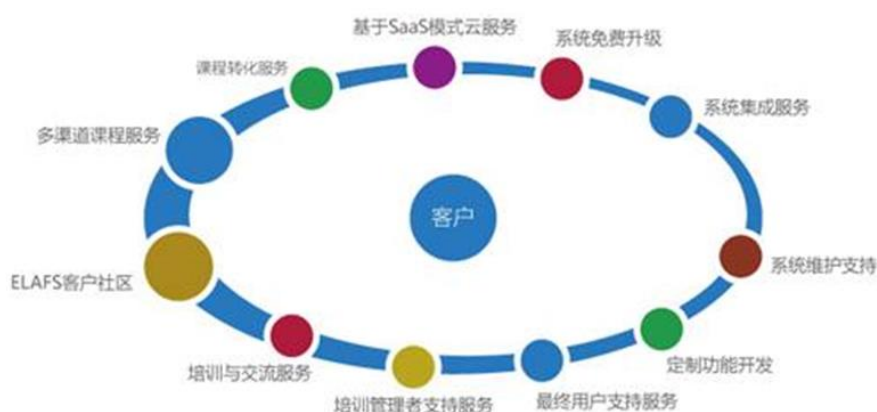 基于SaaS模式云服务
系统免费升级
课程转化服务
系统集成服务
多渠道课程服务
客户
系统维护支持
ELAFS客户社区
定制功能开发
培训与交流服务
最终用户支持服务
培训管理者支持服务